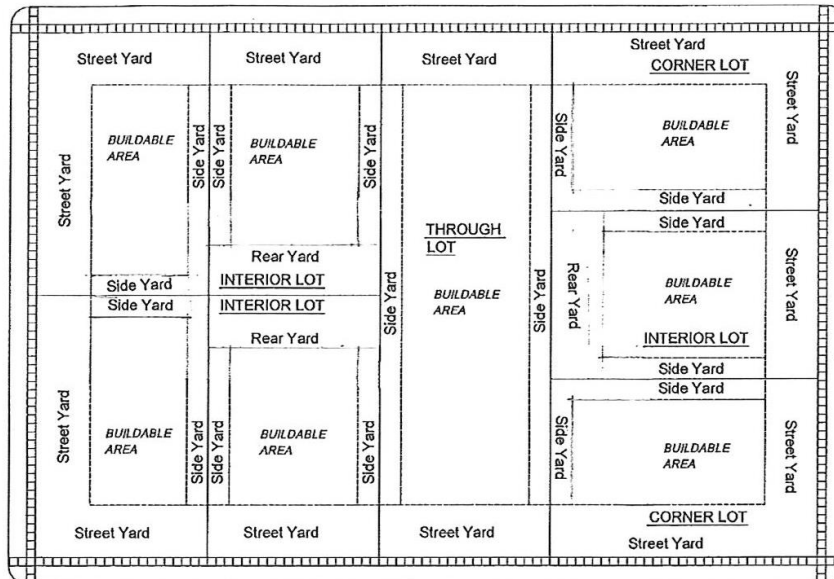 Street Yard
Street Yard
Street Yard
Street Yard
CORNER LOT
Street Yard
BUILDABLE
AREA
Side Yard
Side Yard
BUILDABLE
AREA
Side Yard
Side Yard
BUILDABLE
AREA
Street Yard
Side Yard
THROUGH
LOT
Side Yard
Rear Yard
Side Yard
INTERIOR LOT
Side Yard
INTERIOR LOT
Rear Yard
Side Yard
BUILDABLE
AREA
Side Yard
Rear Yard
BUILDABLE
AREA
Street Yard
INTERIOR LOT
Side Yard
Side Yard
Street Yard
BUILDABLE
AREA
Side Yard
Side Yard
BUILDABLE
AREA
Side Yard
Side Yard
BUILDABLE
AREA
Street Yard
CORNER LOT
Street Yard
Street Yard
Street Yard
Street Yard